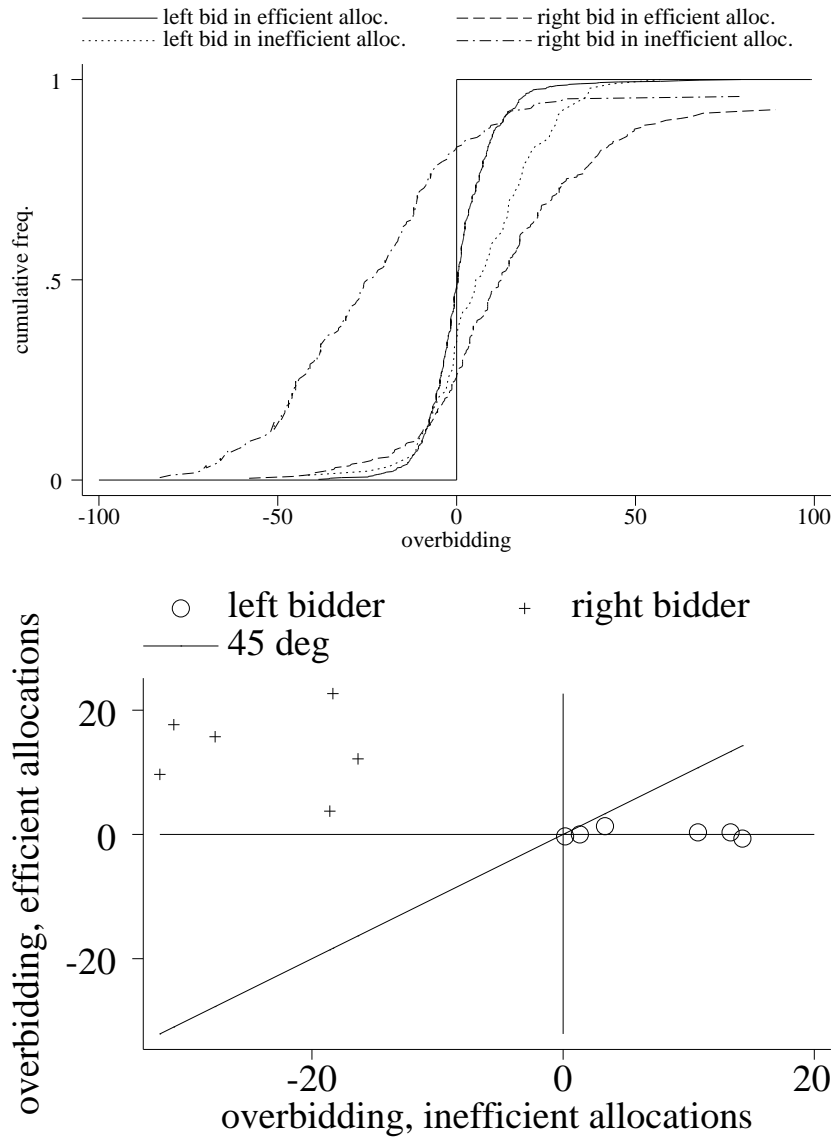 left bid in efficient alloc. right bid in efficient alloc.
left bid in inefficient alloc. right bid in inefficient alloc.
1
.5
0
cumulative freq.
-100 -50 0 50 100
overbidding
left bidder right bidder
45 deg
20
0
-20
overbidding, efficient allocations
-20 0 20
overbidding, inefficient allocations